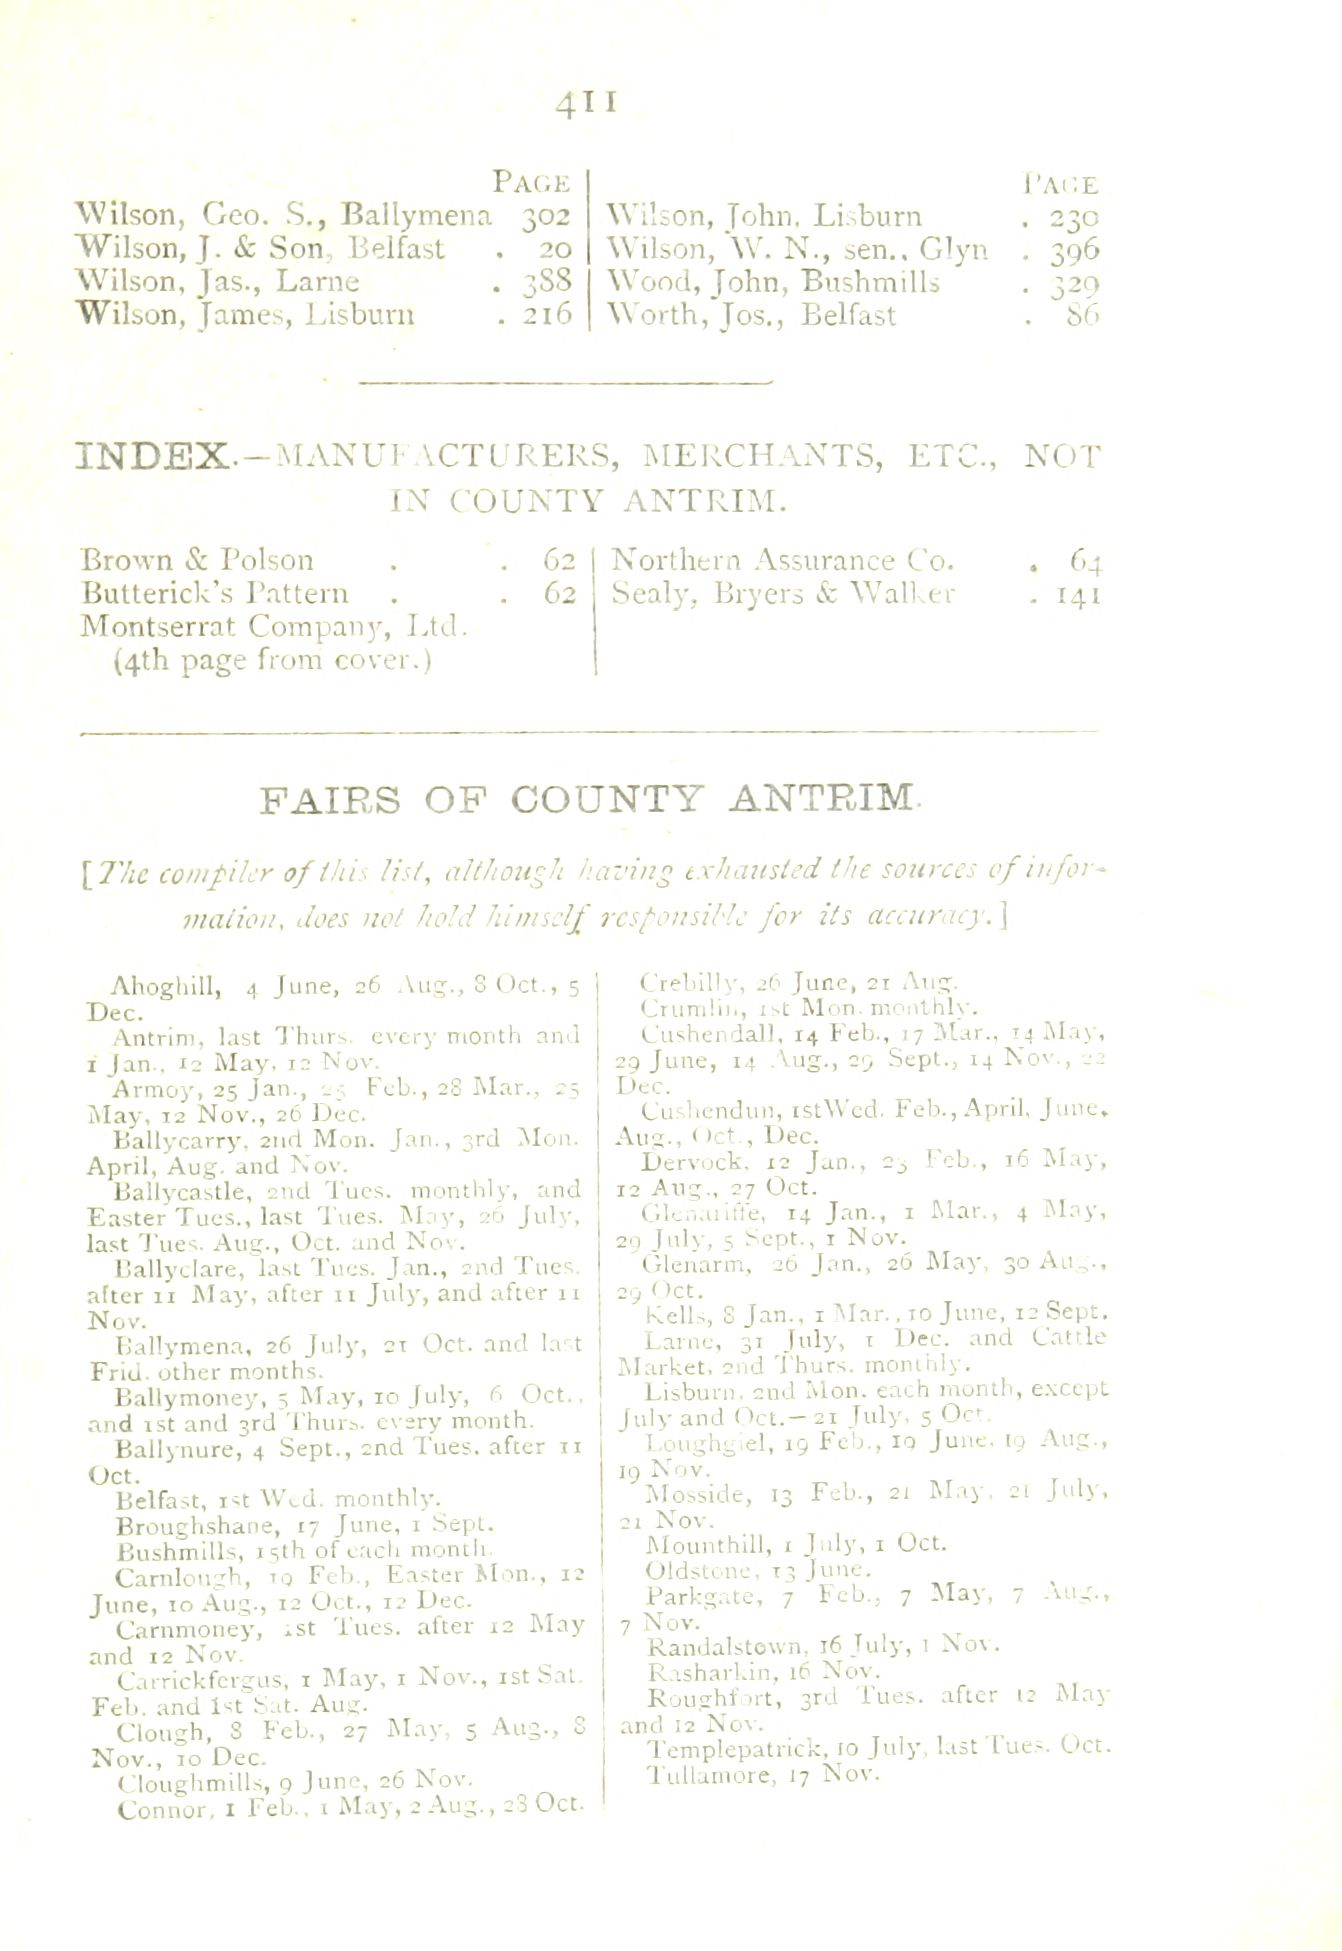 411
PAGE
Wilson, Geo. S., Ballymena 302
Wilson, J. & Son, Belfast . 20
Wilson, Jas., Larne . 388
Wilson, James, Lisburn . 216
PAGE
Wilson, John, Lisburn . 230
Wilson, W. N., sen., Glyn . 396
Wood, John, Bushmills . 329
Worth, Jos., Belfast . 86
INDEX.—MANUFACTURERS, MERCHANTS, ETC., NOT
IN COUNTY ANTRIM.
Brown & Polson . . 62
Butterick's Pattern . . 62
Montserrat Company, Ltd.
(4th page from cover.)
Northern Assurance Co. . 64
Sealy, Bryers & Walker . 141
FAIRS OF COUNTY ANTRIM.
[The compiler of this list, although having exhausted the sources of infor-
mation, does not hold himself responsible for its accuracy.]
Ahoghill, 4 June, 26 Aug., 8 Oct., 5
Dec.
Antrim, last Thurs. every month and
1 Jan., 12 May, 12 Nov.
Armoy, 25 Jan., 25 Feb., 28 Mar., 25
May, 12 Nov., 26 Dec.
Ballycarry, 2nd Mon. Jan., 3rd Mon.
April, Aug. and Nov.
Ballycastle, 2nd Tues. monthly, and
Easter Tues., last Tues. May, 26 July,
last Tues. Aug., Oct. and Nov.
Ballyclare, last Tues. Jan., 2nd Tues.
after 11 May, after 11 July, and after 11
Nov.
Ballymena, 26 July, 21 Oct. and last
Frid. other months.
Ballymoney, 5 May, 10 July, 6 Oct.,
and 1st and 3rd Thurs. every month.
Ballynure, 4 Sept., 2nd Tues. after 11
Oct.
Belfast, 1st Wed. monthly.
Broughshane, 17 June, 1 Sept.
Bushmills, 15th of each month.
Carnlough, 19 Feb., Easter Mon., 12
June, 10 Aug., 12 Oct., 12 Dec.
Carnmoney, 1st Tues. after 12 May
and 12 Nov.
Carrickfergus, 1 May, 1 Nov., 1st Sat.
Feb. and 1st Sat. Aug.
Clough, 8 Feb., 27 May, 5 Aug., 8
Nov., 10 Dec.
Cloughmills, 9 June, 26 Nov.
Connor, 1 Feb., 1 May, 2 Aug., 28 Oct.
Crebilly, 26 June, 21 Aug.
Crumlin, 1st Mon. monthly.
Cushendall, 14 Feb., 17 Mar., 14 May,
29 June, 14 Aug., 29 Sept., 14 Nov., 22
Dec.
Cushendun, 1st Wed. Feb., April, June,
Aug., Oct., Dec.
Dervock, 12 Jan., 23 Feb., 16 May,
12 Aug., 27 Oct.
Glenariffe, 14 Jan., 1 Mar., 4 May,
29 July, 5 Sept., 1 Nov.
Glenarm, 26 Jan., 26 May, 30 Aug.,
29 Oct.
Kells, 8 Jan., 1 Mar., 10 June, 12 Sept.
Larne, 31 July, 1 Dec. and Cattle
Market, 2nd Thurs. monthly.
Lisburn, 2nd Mon. each month, except
July and Oct.—21 July, 5 Oct.
Loughgiel, 19 Feb., 19 June, 19 Aug.,
19 Nov.
Mosside, 13 Feb., 21 May, 21 July,
21 Nov.
Mounthill, 1 July, 1 Oct.
Oldstone, 13 June.
Parkgate, 7 Feb., 7 May, 7 Aug.,
7 Nov.
Randalstown, 16 July, 1 Nov.
Rasharkin, 16 Nov.
Roughfort, 3rd Tues. after 12 May
and 12 Nov.
Templepatrick, 10 July, last Tues. Oct.
Tullamore, 17 Nov.